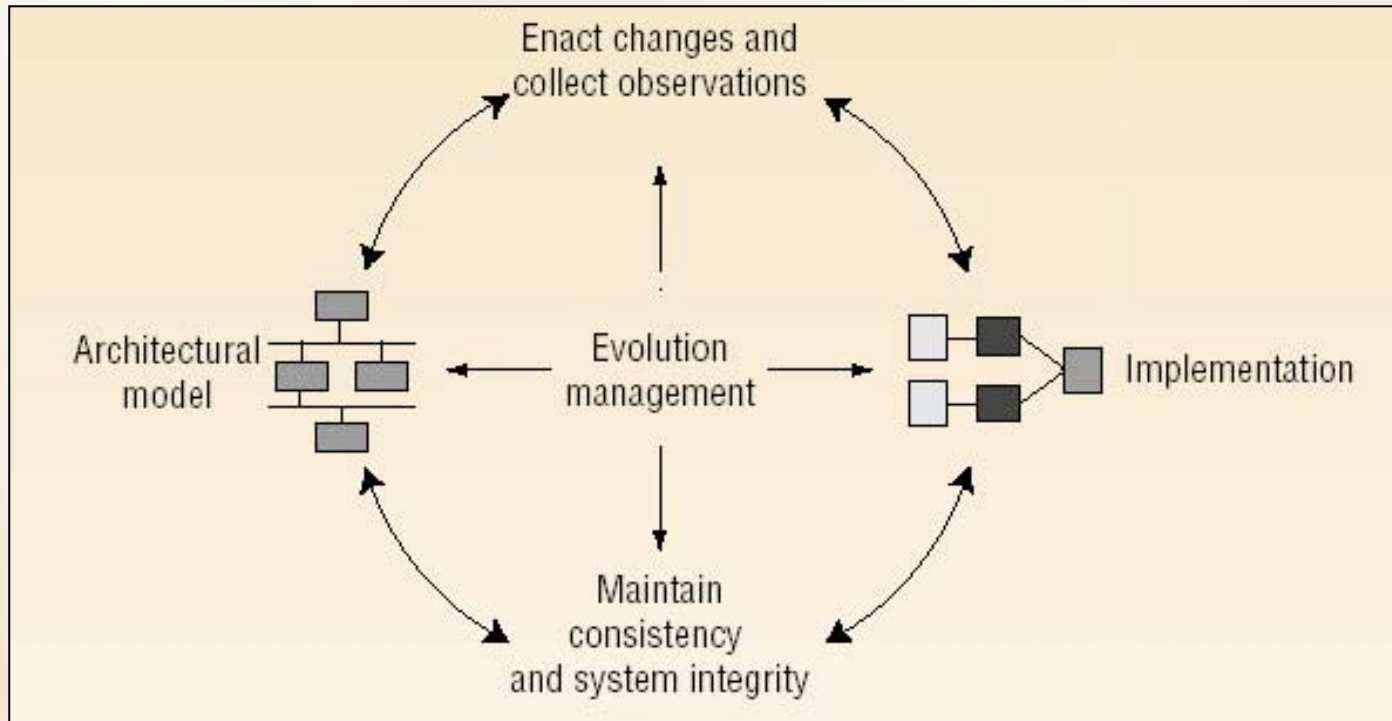 Enact changes and
collect observations
Architectural
model
Evolution
management
Implementation
Maintain
consistency
and system integrity